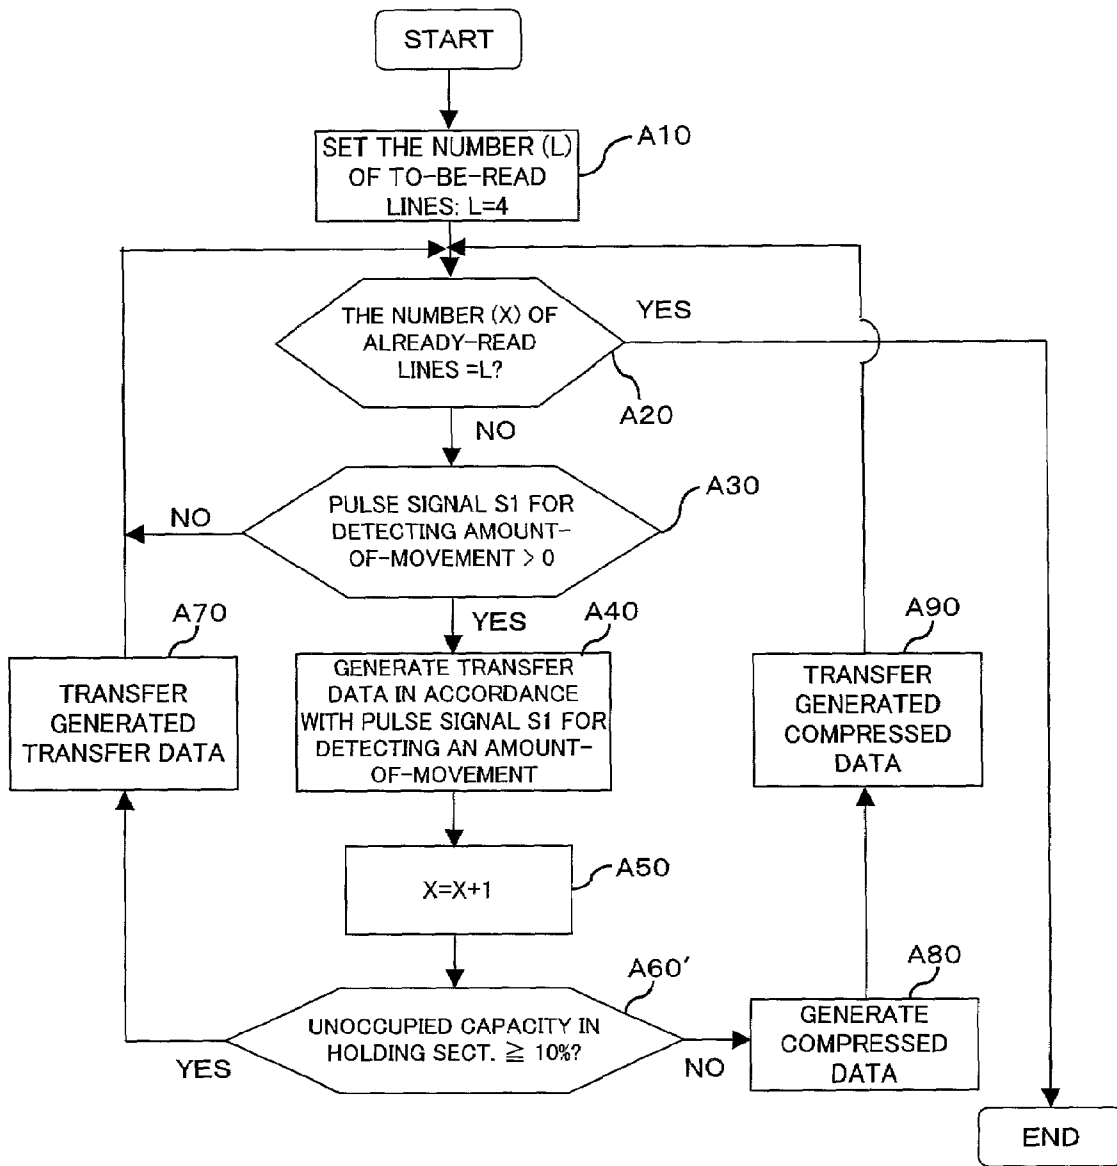 START
A10
SET THE NUMBER (L)
OF TO-BE-READ
LINES: L=4
THE NUMBER (X) OF
ALREADY-READ
LINES =L?
YES
A20
NO
PULSE SIGNAL S1 FOR
DETECTING AMOUNT-
OF-MOVEMENT > 0
A30
NO
YES
A70
TRANSFER
GENERATED
TRANSFER DATA
A40
GENERATE TRANSFER
DATA IN ACCORDANCE
WITH PULSE SIGNAL S1 FOR
DETECTING AN AMOUNT-
OF-MOVEMENT
A90
TRANSFER
GENERATED
COMPRESSED
DATA
X=X+1
A50
A60′
UNOCCUPIED CAPACITY IN
HOLDING SECT. ≧ 10%?
YES
NO
A80
GENERATE
COMPRESSED
DATA
END